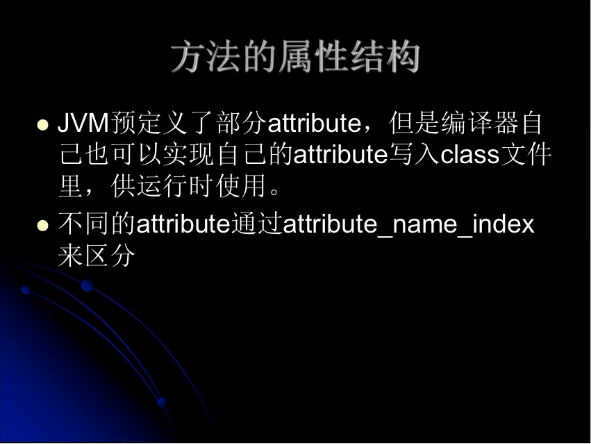 方法的属性结构
JVM预定义了部分attribute，但是编译器自
己也可以实现自己的attribute写入class文件
里，供运行时使用。
不同的attribute通过attribute_name_index
来区分